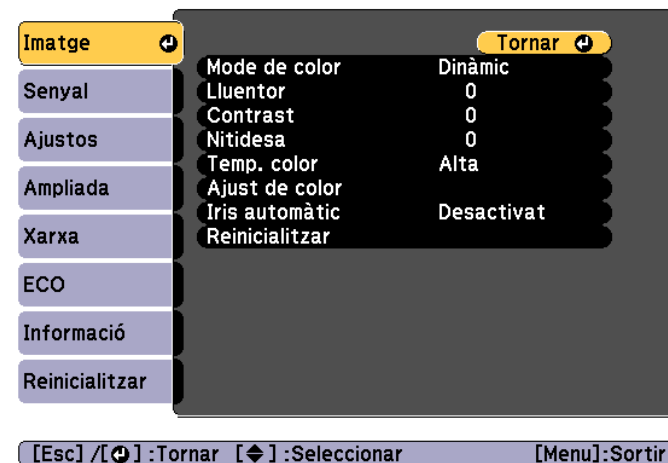 Imatge
Senyal
Ajustos
Ampliada
Xarxa
ECO
Informació
Reinicialitzar
Tornar
Mode de color Dinàmic
Lluentor 0
Contrast 0
Nitidesa 0
Temp. color Alta
Ajust de color
Iris automàtic Desactivat
Reinicialitzar
[Esc] /[ ] :Tornar [ ] :Seleccionar [Menu]:Sortir